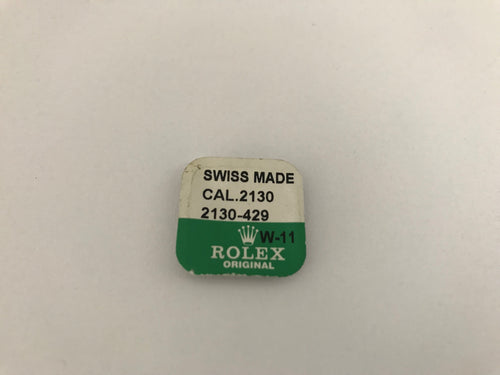 SWISS MADE
CAL.2130
2130-429
W-11
ROLEX
ORIGINAL